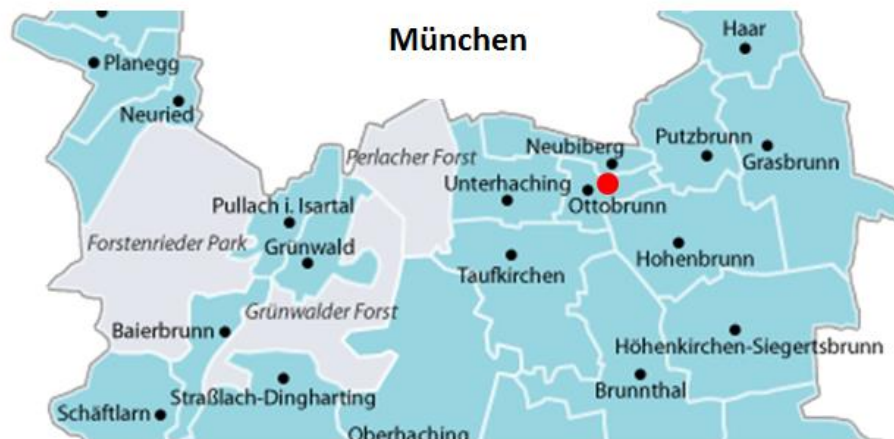 München
Haar
Planegg
Neuried
Perlacher Forst
Neubiberg
Putzbrunn
Grasbrunn
Unterhaching
Ottobrunn
Pullach i. Isartal
Forstenrieder Park
Grünwald
Taufkirchen
Hohenbrunn
Grünwalder Forst
Baierbrunn
Höhenkirchen-Siegertsbrunn
Straßlach-Dingharting
Brunnthal
Schäftlarn
Oberhaching